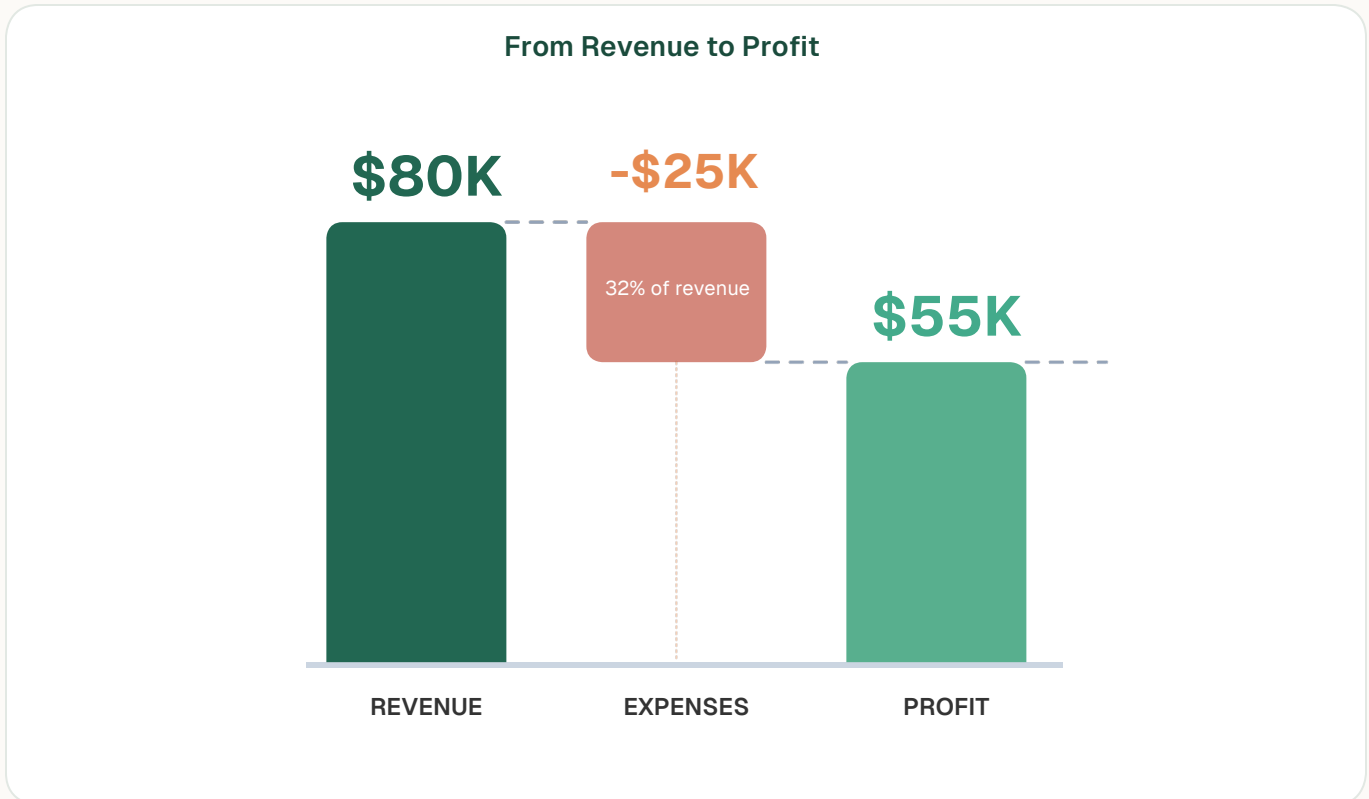 From Revenue to Profit
$80K
-$25K
32% of revenue
$55K
REVENUE
EXPENSES
PROFIT